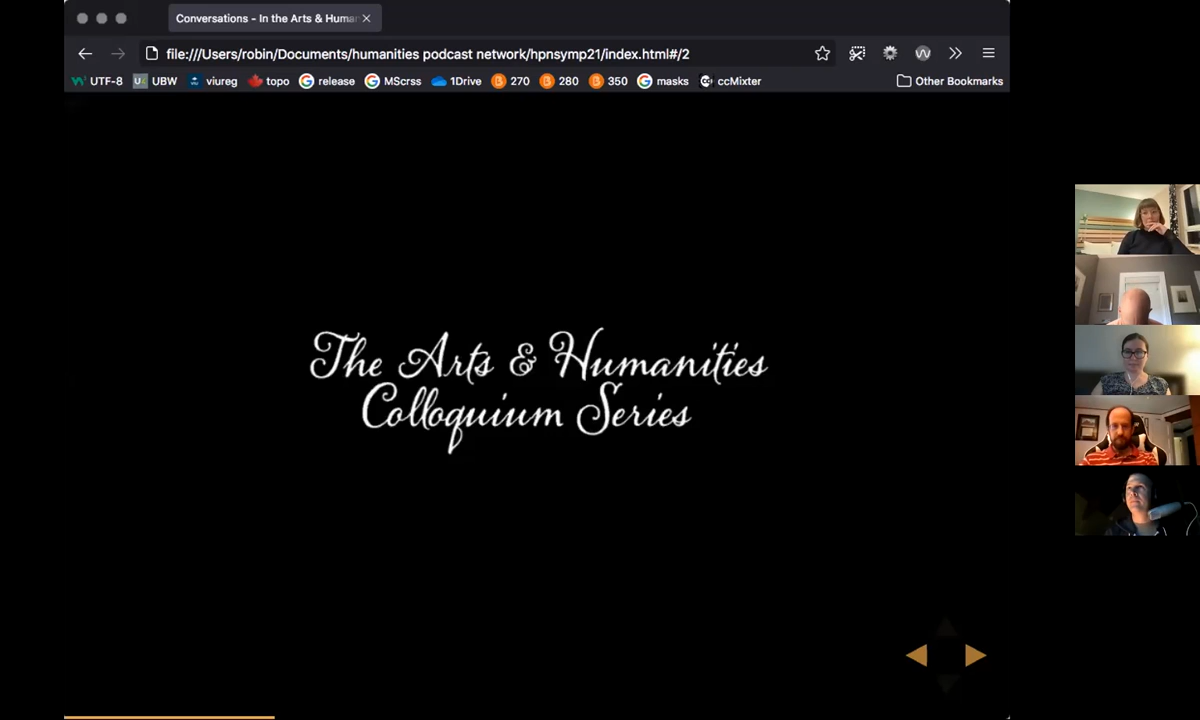 Conversations - In the Arts & Human
file:///Users/robin/Documents/humanities podcast network/hpnsymp21/index.html#/2
UTF-8 UBW viureg topo release MScrss 1Drive 270 280 350 masks ccMixter Other Bookmarks
The Arts & Humanities
Colloquium Series